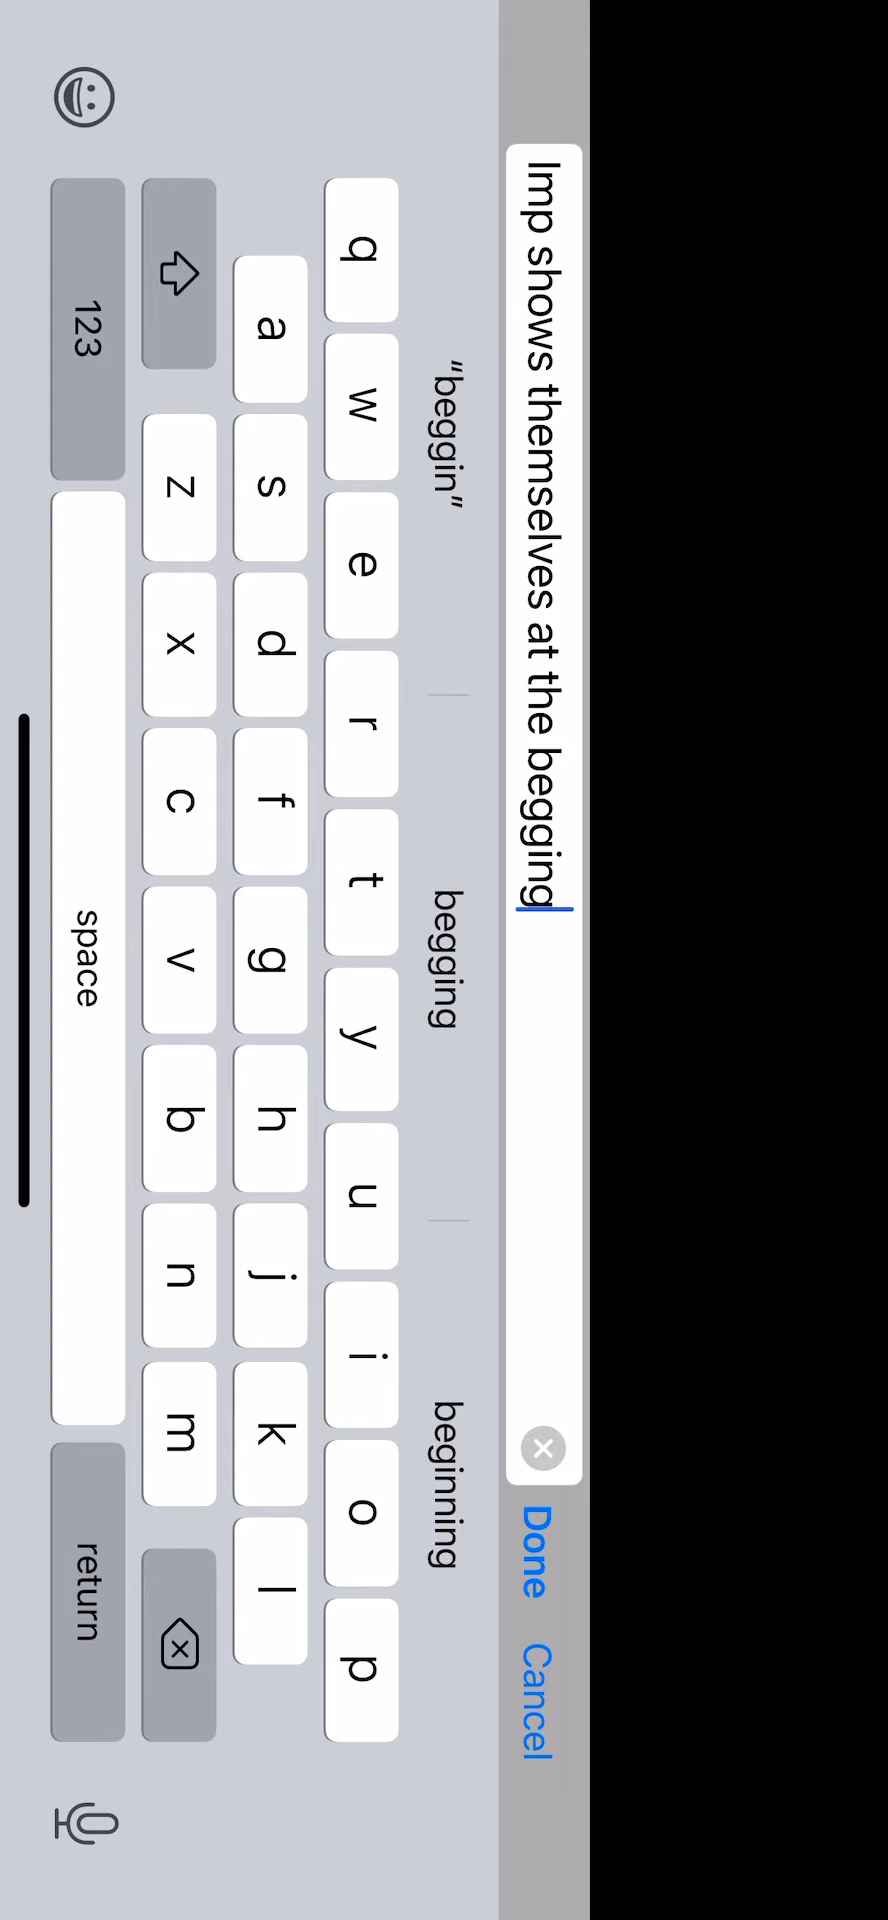 Imp shows themselves at the begging
Done Cancel
"beggin" begging beginning
q w e r t y u i o p
a s d f g h j k l
z x c v b n m
123 space return